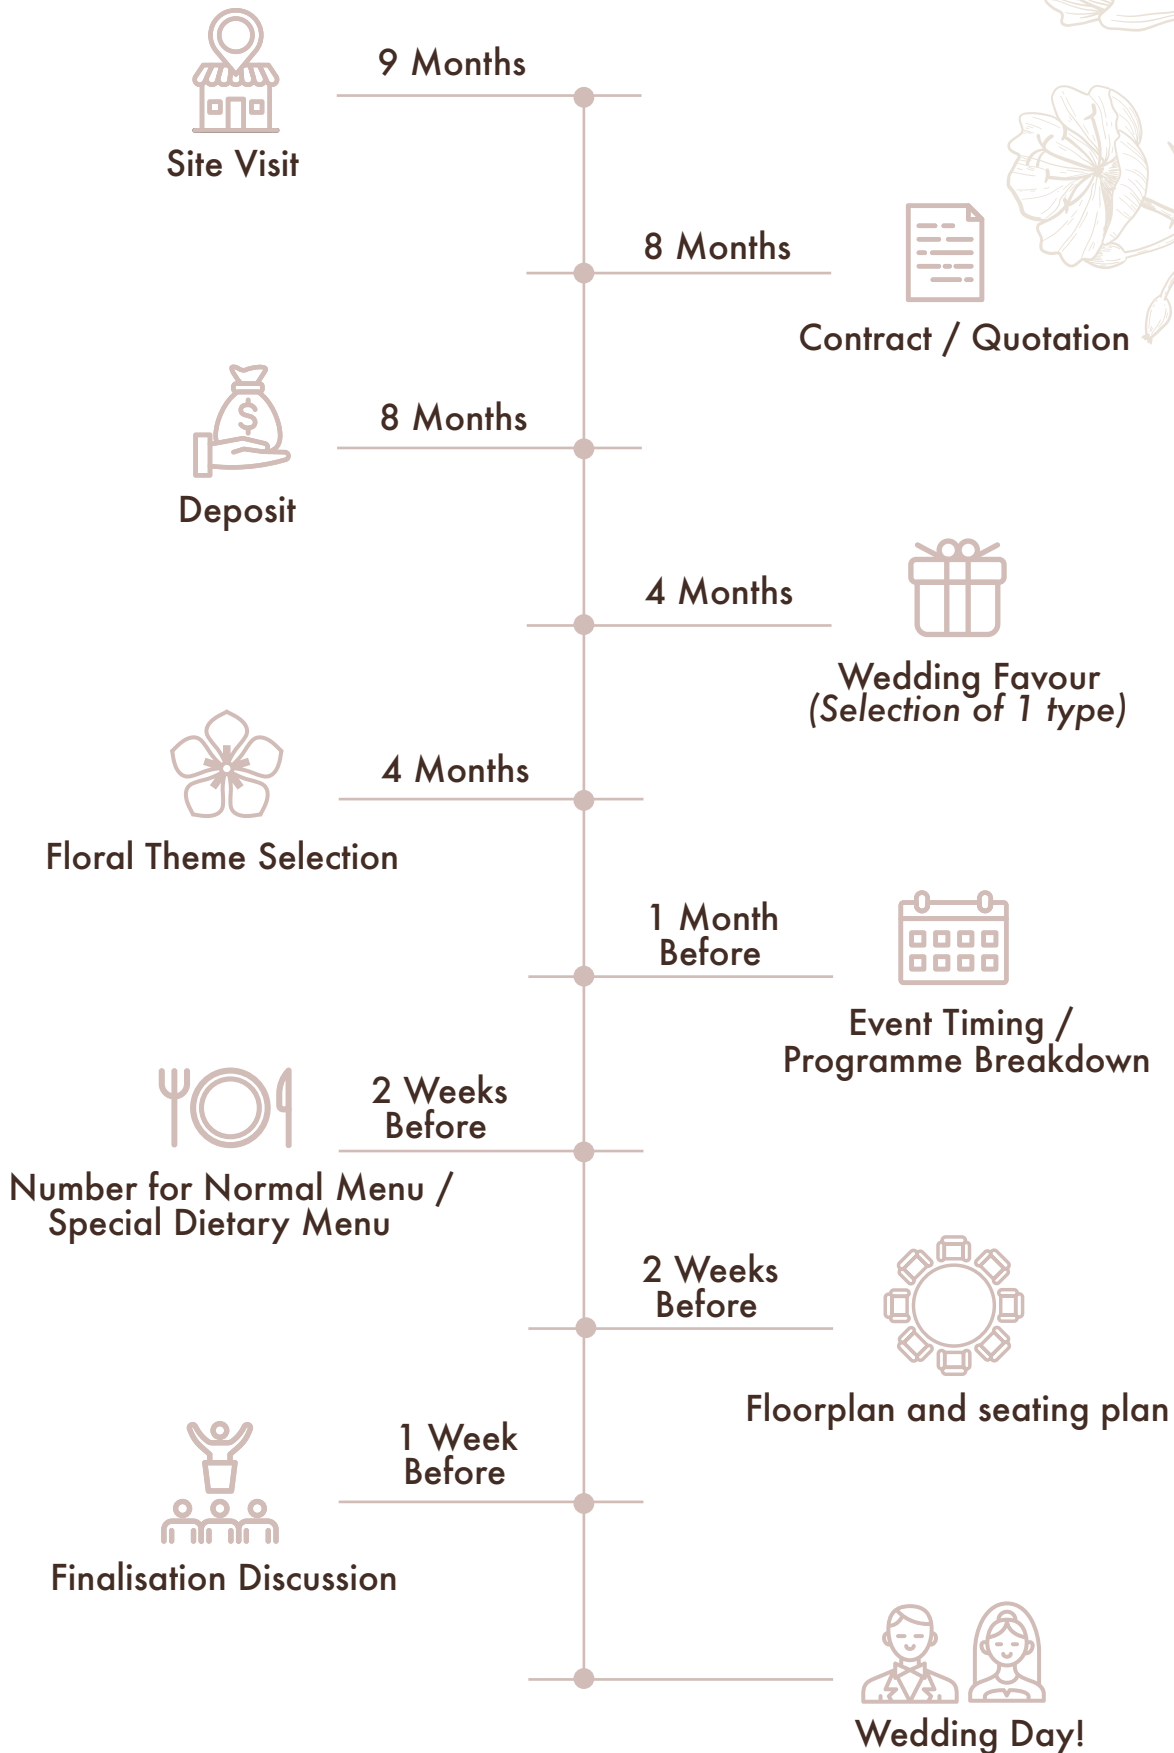 9 Months
Site Visit
8 Months
Contract / Quotation
8 Months
$
Deposit
4 Months
Wedding Favour
(Selection of 1 type)
4 Months
Floral Theme Selection
1 Month
Before
Event Timing /
Programme Breakdown
2 Weeks
Before
Number for Normal Menu /
Special Dietary Menu
2 Weeks
Before
Floorplan and seating plan
1 Week
Before
Finalisation Discussion
Wedding Day!